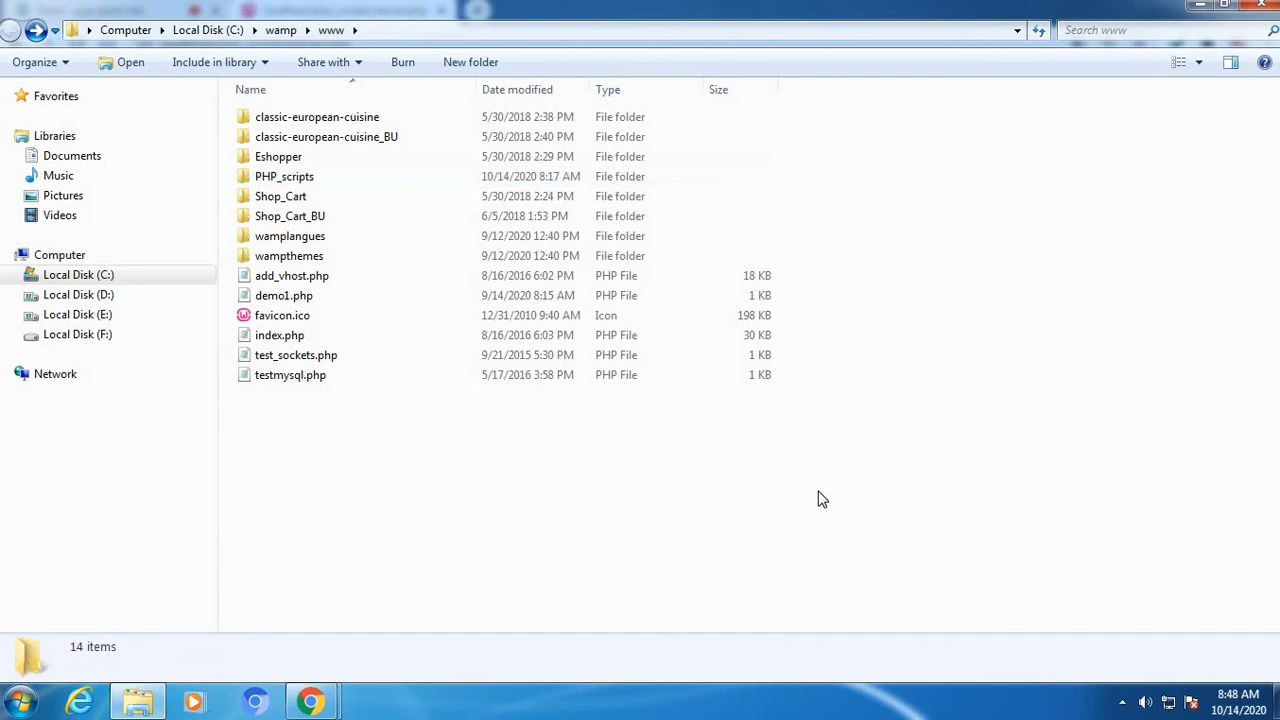 Computer Local Disk (C:) wamp www
Search www
Organize Open Include in library Share with Burn New folder
Name Date modified Type Size
Favorites
Libraries
Documents
Music
Pictures
Videos
Computer
Local Disk (C:)
Local Disk (D:)
Local Disk (E:)
Local Disk (F:)
Network
classic-european-cuisine 5/30/2018 2:38 PM File folder
classic-european-cuisine_BU 5/30/2018 2:40 PM File folder
Eshopper 5/30/2018 2:29 PM File folder
PHP_scripts 10/14/2020 8:17 AM File folder
Shop_Cart 5/30/2018 2:24 PM File folder
Shop_Cart_BU 6/5/2018 1:53 PM File folder
wamplangues 9/12/2020 12:40 PM File folder
wampthemes 9/12/2020 12:40 PM File folder
add_vhost.php 8/16/2016 6:02 PM PHP File 18 KB
demo1.php 9/14/2020 8:15 AM PHP File 1 KB
favicon.ico 12/31/2010 9:40 AM Icon 198 KB
index.php 8/16/2016 6:03 PM PHP File 30 KB
test_sockets.php 9/21/2015 5:30 PM PHP File 1 KB
testmysql.php 5/17/2016 3:58 PM PHP File 1 KB
14 items
8:48 AM
10/14/2020